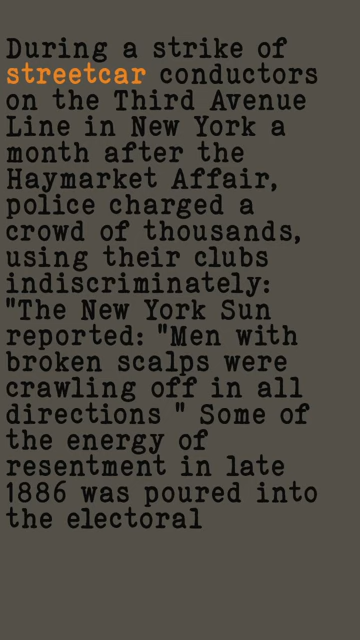 During a strike of
streetcar conductors
on the Third Avenue
Line in New York a
month after the
Haymarket Affair,
police charged a
crowd of thousands,
using their clubs
indiscriminately:
"The New York Sun
reported: "Men with
broken scalps were
crawling off in all
directions " Some of
the energy of
resentment in late
1886 was poured into
the electoral